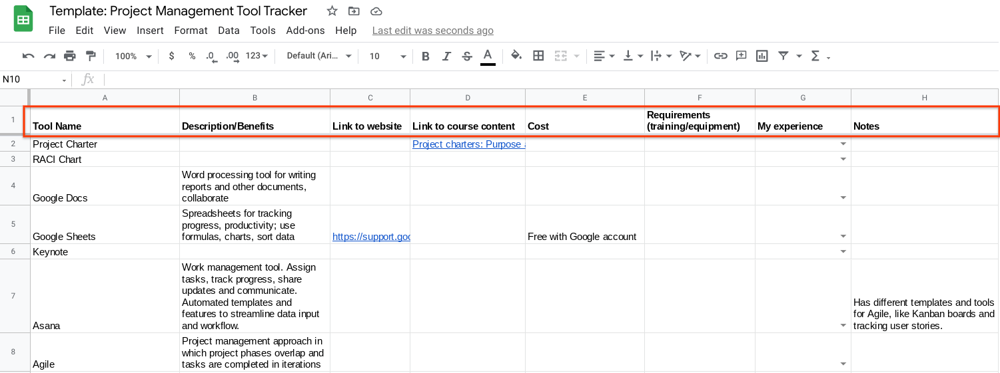 Template: Project Management Tool Tracker
File Edit View Insert Format Data Tools Add-ons Help Last edit was seconds ago
100% $ % .0 .00 123 Default (Ari... 10 B I S A Σ
N10 fx
A B C D E F G H
1 Tool Name Description/Benefits Link to website Link to course content Cost Requirements
(training/equipment) My experience Notes
2 Project Charter Project charters: Purpose a
3 RACI Chart
4 Google Docs Word processing tool for writing
reports and other documents,
collaborate
5 Google Sheets Spreadsheets for tracking
progress, productivity; use
formulas, charts, sort data https://support.goo Free with Google account
6 Keynote
7 Asana Work management tool. Assign
tasks, track progress, share
updates and communicate.
Automated templates and
features to streamline data input
and workflow. Has different templates and tools
for Agile, like Kanban boards and
tracking user stories.
8 Agile Project management approach in
which project phases overlap and
tasks are completed in iterations